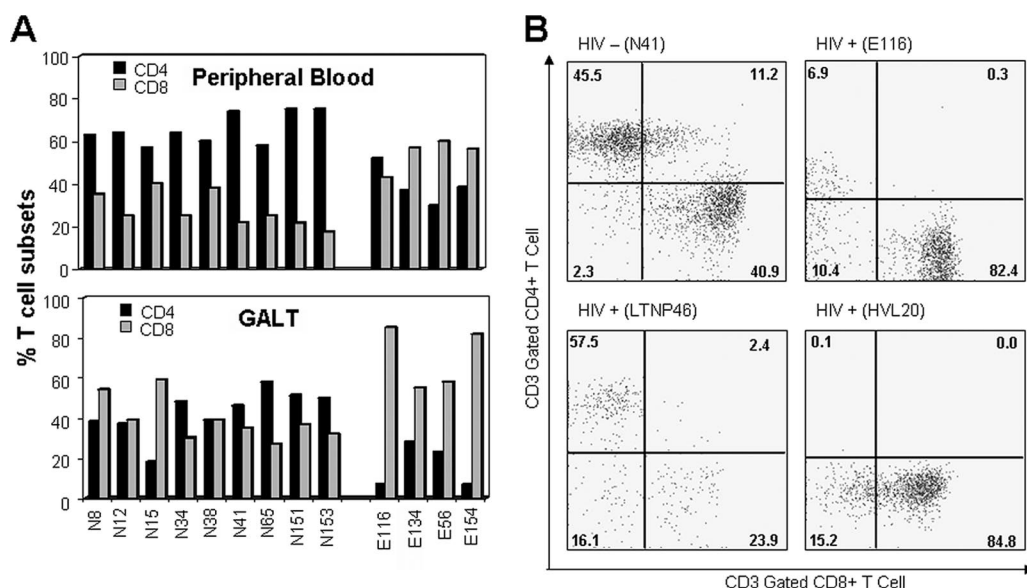 A
100
80
60
40
20
0
CD4
CD8
Peripheral Blood
% T cell subsets
100
80
60
40
20
0
CD4
CD8
GALT
N8
N12
N15
N34
N38
N41
N65
N151
N153
E116
E134
E56
E154
B
HIV – (N41)
45.5 11.2
2.3 40.9
HIV + (E116)
6.9 0.3
10.4 82.4
HIV + (LTNP46)
57.5 2.4
16.1 23.9
HIV + (HVL20)
0.1 0.0
15.2 84.8
CD3 Gated CD4+ T Cell
CD3 Gated CD8+ T Cell